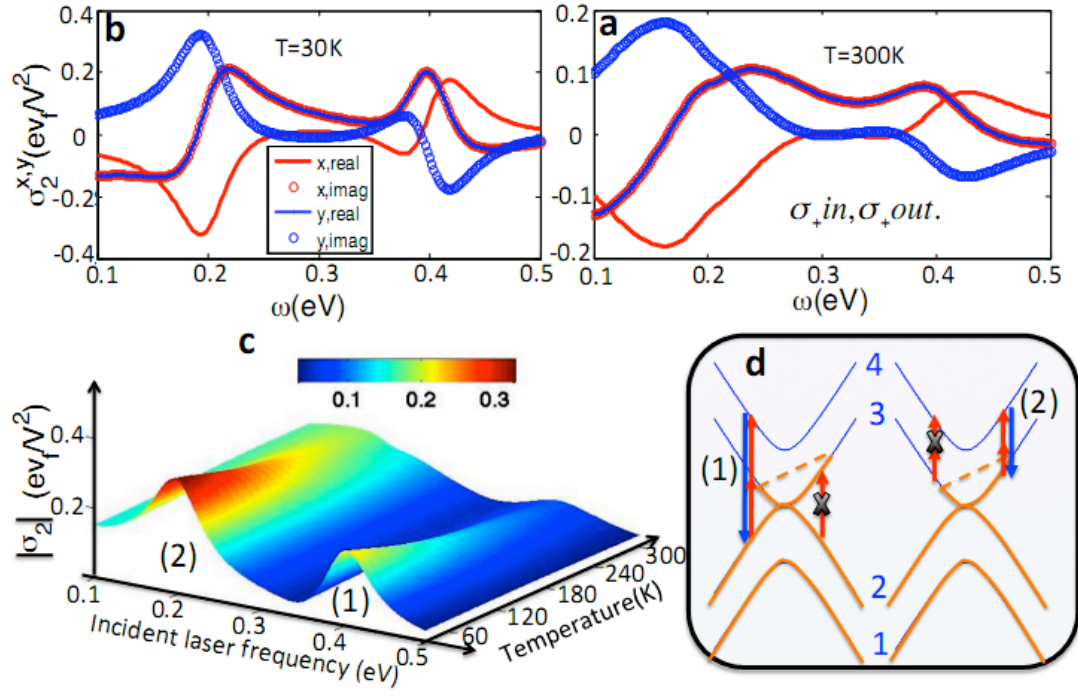 b
T=30K
σ₂ˣ,ʸ(ev_f/V²)
0.4
0.2
0
-0.2
-0.4
x,real
x,imag
y,real
y,imag
0.1
0.2
0.3
0.4
0.5
ω(eV)
a
T=300K
0.2
0.1
0
-0.1
-0.2
σ₊in,σ₊out.
0.1
0.2
0.3
0.4
0.5
ω(eV)
c
0.1
0.2
0.3
|σ₂|(ev_f/V²)
0.4
0.2
(2)
(1)
0.1
0.2
0.3
0.4
0.5
Incident laser frequency (eV)
60
120
180
240
300
Temperature(K)
d
4
3
(1)
(2)
X
X
2
1